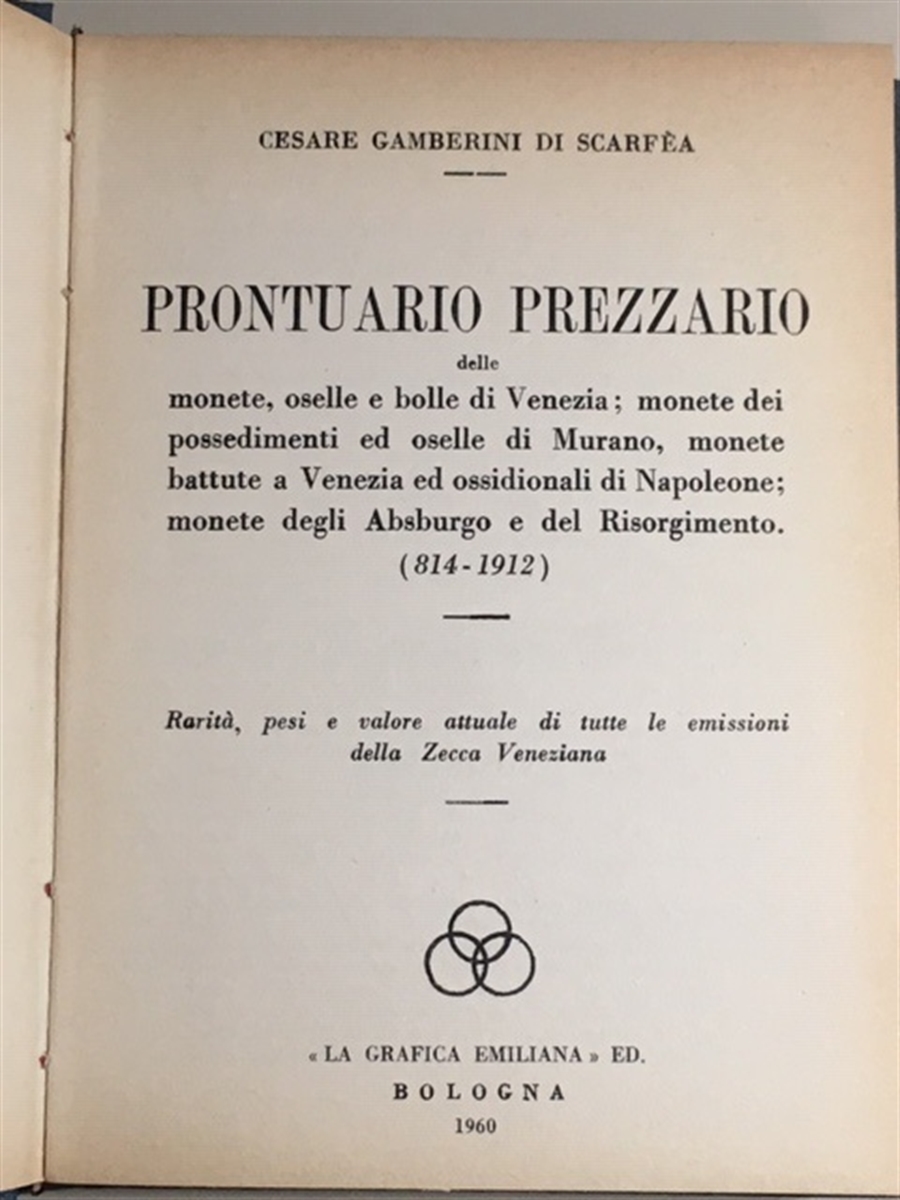 CESARE GAMBERINI DI SCARFÈA
PRONTUARIO PREZZARIO
delle
monete, oselle e bolle di Venezia; monete dei
possedimenti ed oselle di Murano, monete
battute a Venezia ed ossidionali di Napoleone;
monete degli Absburgo e del Risorgimento.
(814-1912)
Rarità, pesi e valore attuale di tutte le emissioni
della Zecca Veneziana
« LA GRAFICA EMILIANA » ED.
BOLOGNA
1960